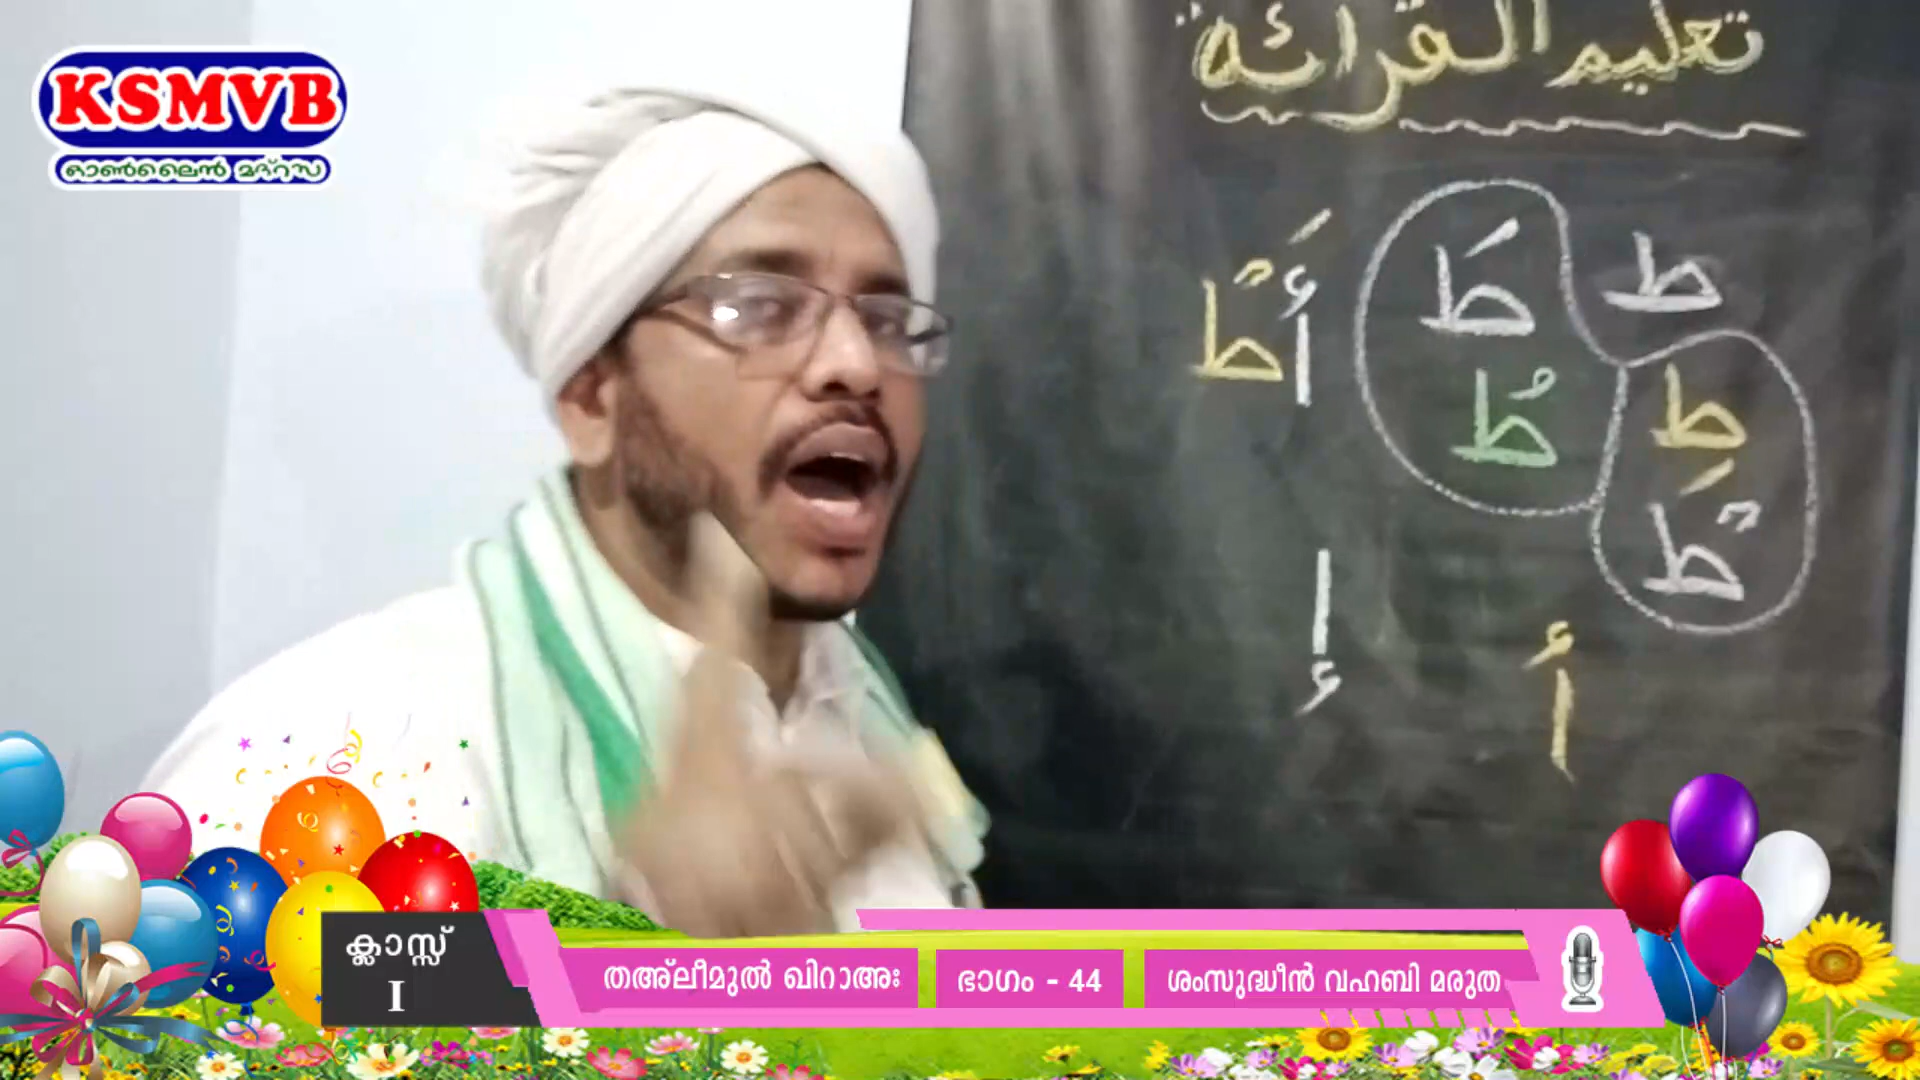 KSMVB
ഓൺലൈൻ മദ്റസ
تعليم القرائة
ط طَ أَطْ
طِ طُ
طْ
إ أ
ക്ലാസ്സ്
I
തഅ്ലീമുൽ ഖിറാഅഃ
ഭാഗം - 44
ശംസുദ്ധീൻ വഹബി മരുത